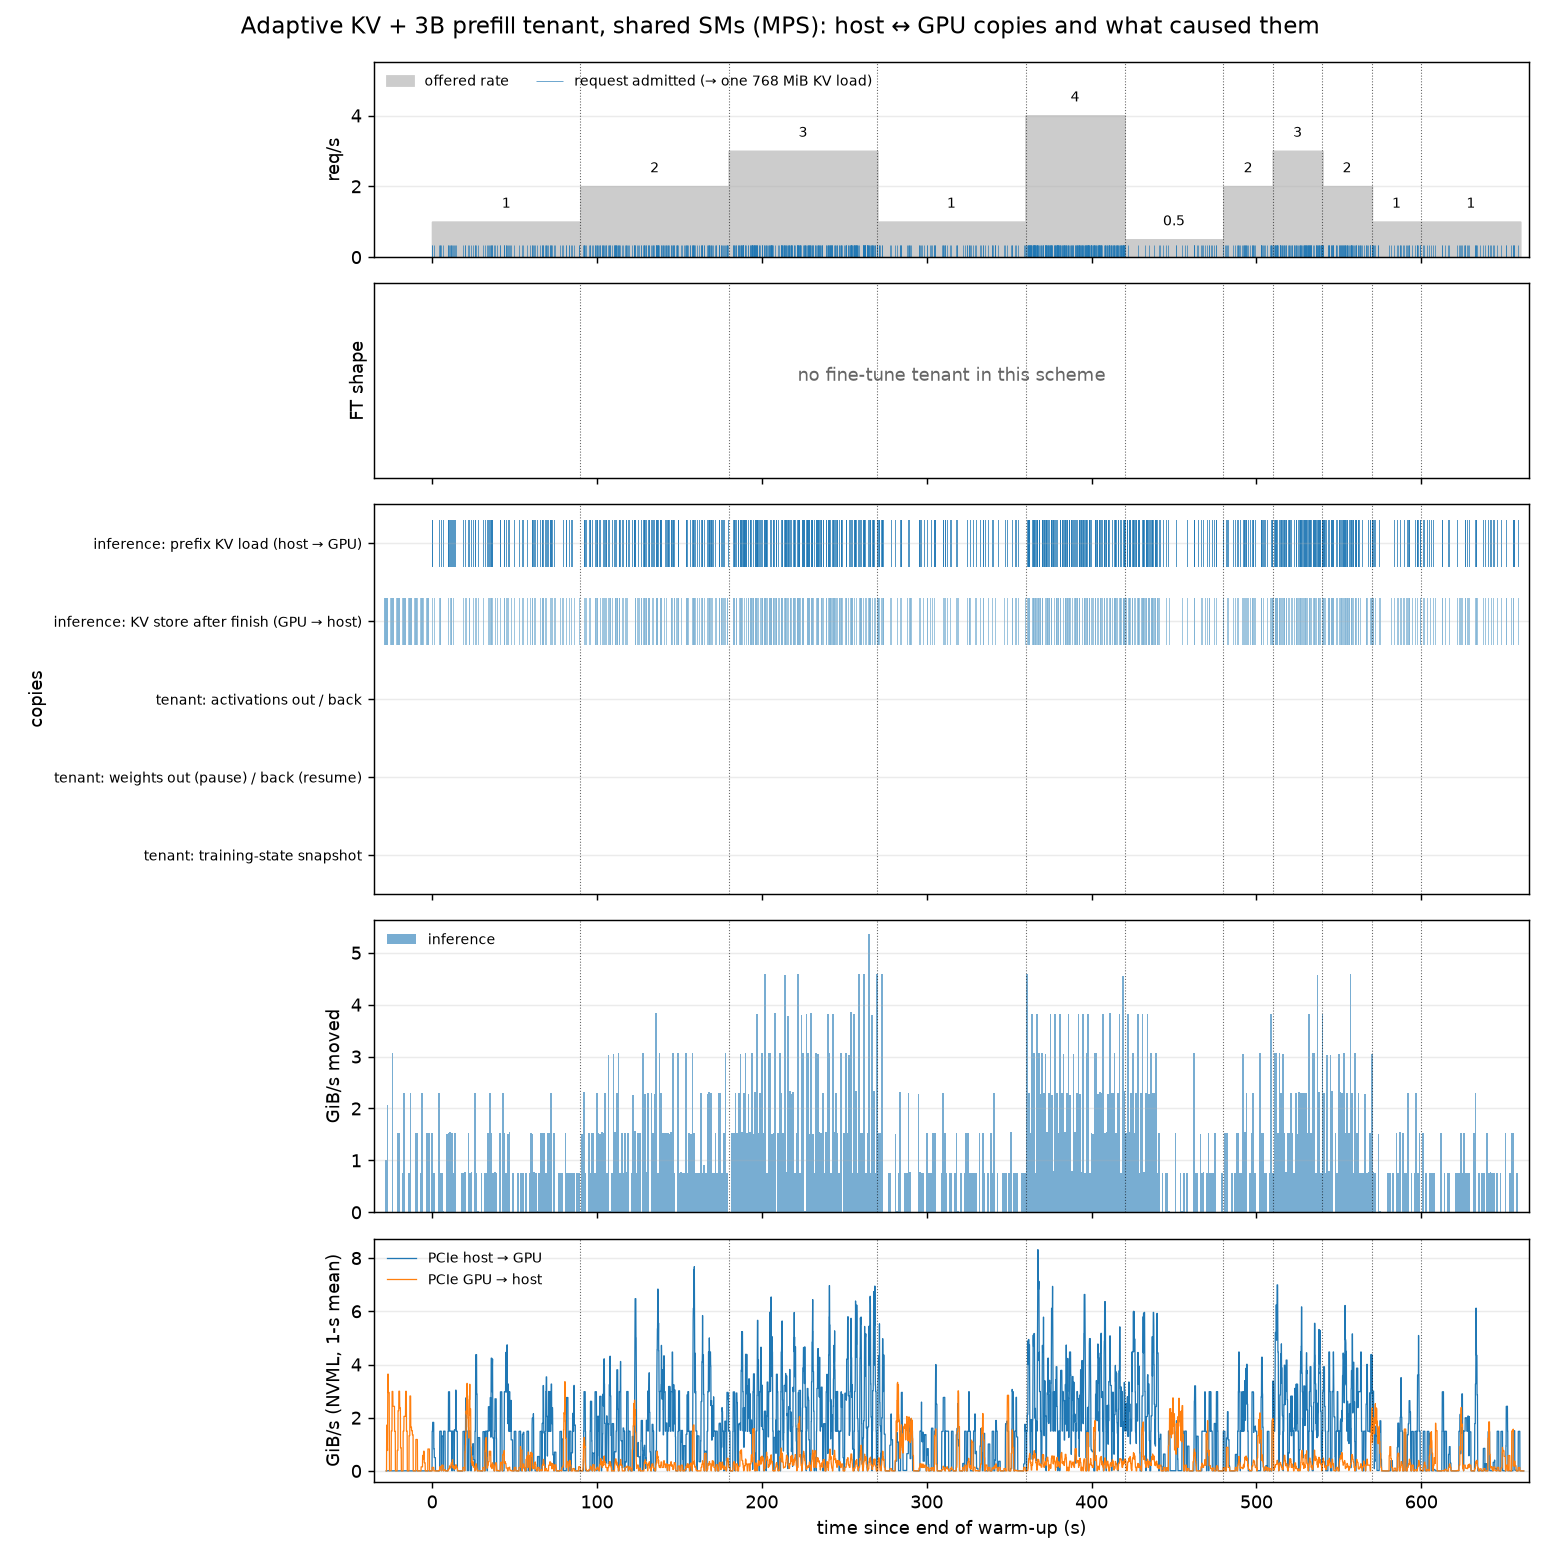 Adaptive KV + 3B prefill tenant, shared SMs (MPS): host ↔ GPU copies and what caused them
offered rate
request admitted (→ one 768 MiB KV load)
req/s
4
2
0
1
2
3
1
4
0.5
2
3
2
1
1
FT shape
no fine-tune tenant in this scheme
copies
inference: prefix KV load (host → GPU)
inference: KV store after finish (GPU → host)
tenant: activations out / back
tenant: weights out (pause) / back (resume)
tenant: training-state snapshot
GiB/s moved
inference
5
4
3
2
1
0
GiB/s (NVML, 1-s mean)
PCIe host → GPU
PCIe GPU → host
8
6
4
2
0
0
100
200
300
400
500
600
time since end of warm-up (s)